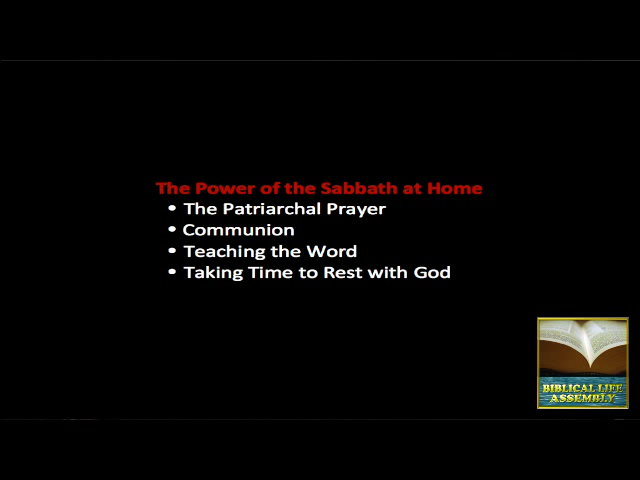 The Power of the Sabbath at Home
• The Patriarchal Prayer
• Communion
• Teaching the Word
• Taking Time to Rest with God
BIBLICAL LIFE
ASSEMBLY